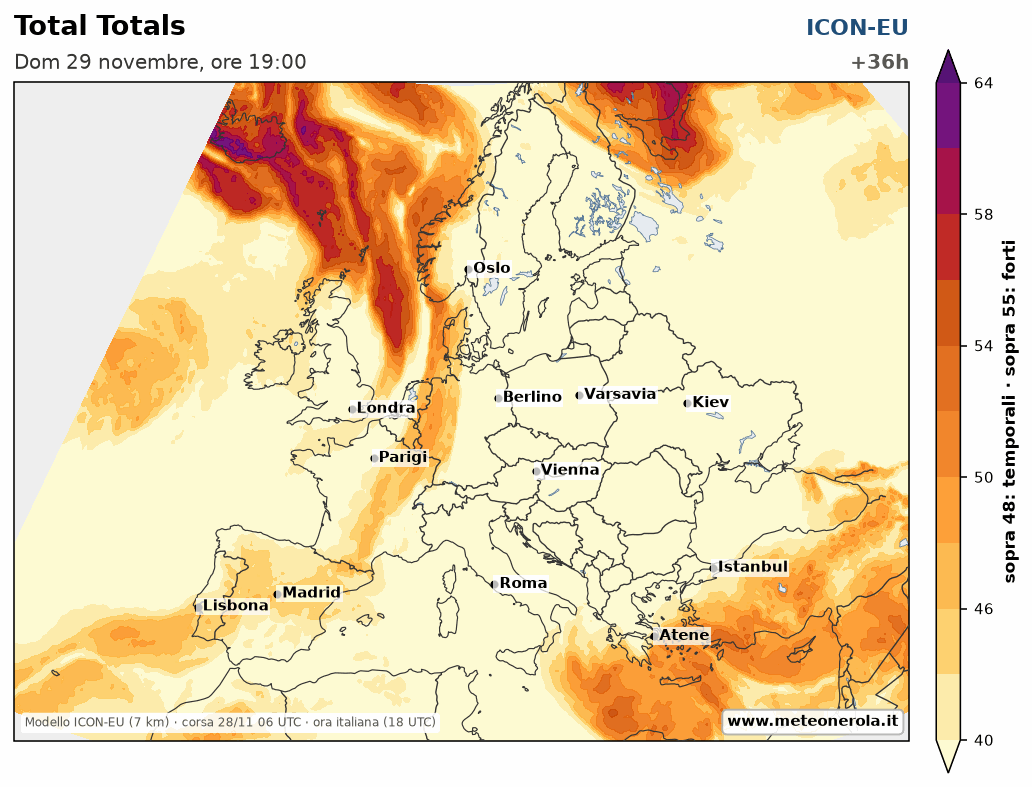 Total Totals
ICON-EU
Dom 29 novembre, ore 19:00
+36h
64
58
54
50
46
40
sopra 48: temporali · sopra 55: forti
Oslo
Berlino
Varsavia
Kiev
Londra
Parigi
Vienna
Istanbul
Roma
Madrid
Lisbona
Atene
Modello ICON-EU (7 km) · corsa 28/11 06 UTC · ora italiana (18 UTC)
www.meteonerola.it